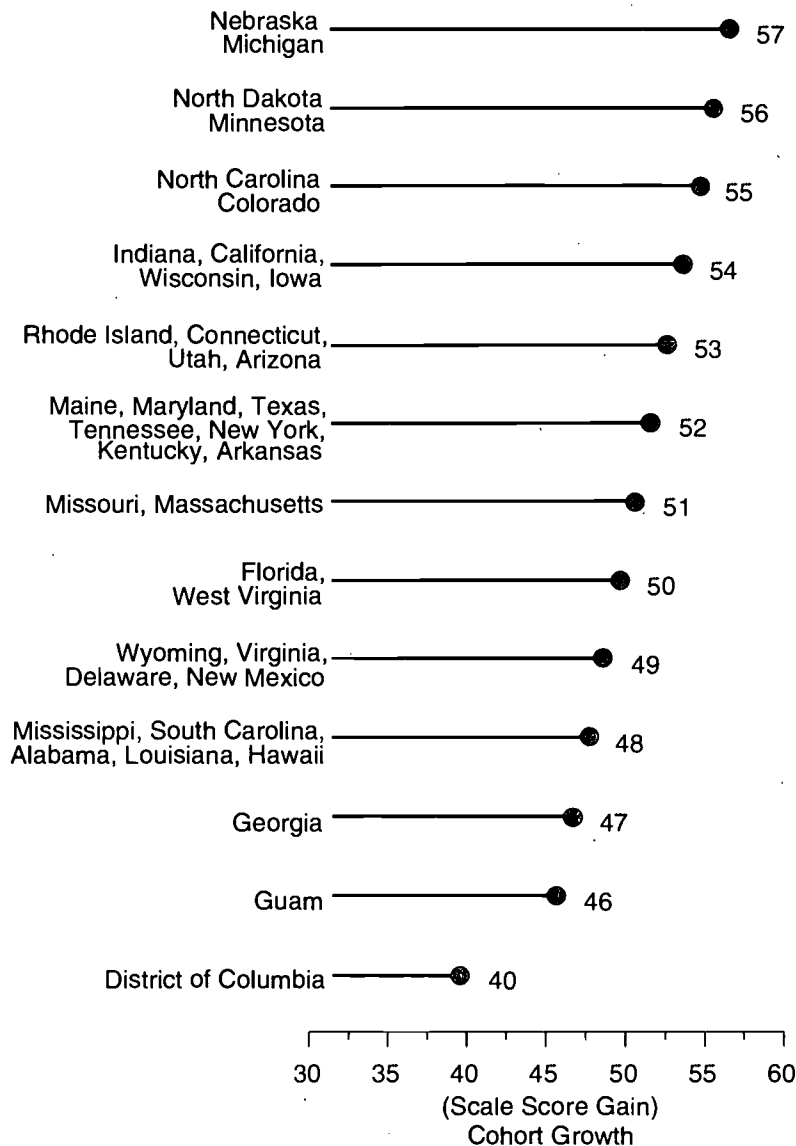 Nebraska
Michigan
57
North Dakota
Minnesota
56
North Carolina
Colorado
55
Indiana, California,
Wisconsin, Iowa
54
Rhode Island, Connecticut,
Utah, Arizona
53
Maine, Maryland, Texas,
Tennessee, New York,
Kentucky, Arkansas
52
Missouri, Massachusetts
51
Florida,
West Virginia
50
Wyoming, Virginia,
Delaware, New Mexico
49
Mississippi, South Carolina,
Alabama, Louisiana, Hawaii
48
Georgia
47
Guam
46
District of Columbia
40
30 35 40 45 50 55 60
(Scale Score Gain)
Cohort Growth